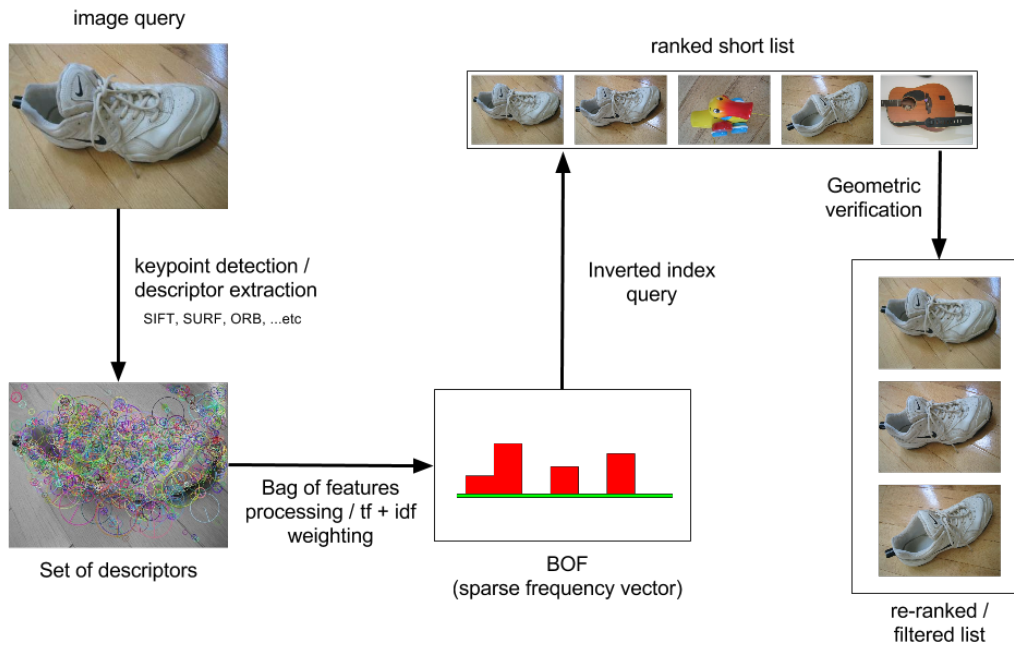 image query
keypoint detection /
descriptor extraction
SIFT, SURF, ORB, ...etc
Set of descriptors
Bag of features
processing / tf + idf
weighting
BOF
(sparse frequency vector)
Inverted index
query
ranked short list
Geometric
verification
re-ranked /
filtered list